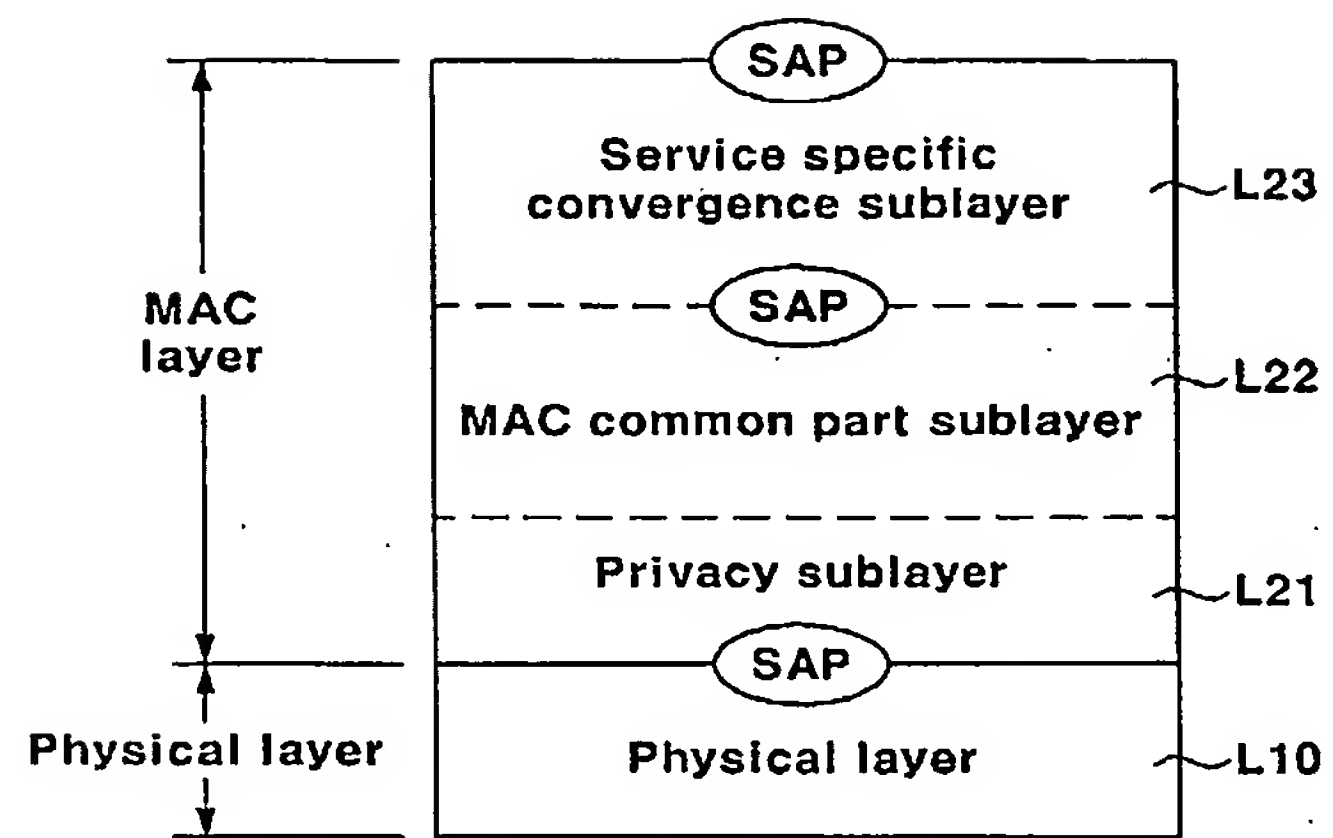 SAP
Service specific
convergence sublayer
L23
SAP
MAC
layer
L22
MAC common part sublayer
Privacy sublayer
L21
SAP
Physical layer
Physical layer
L10